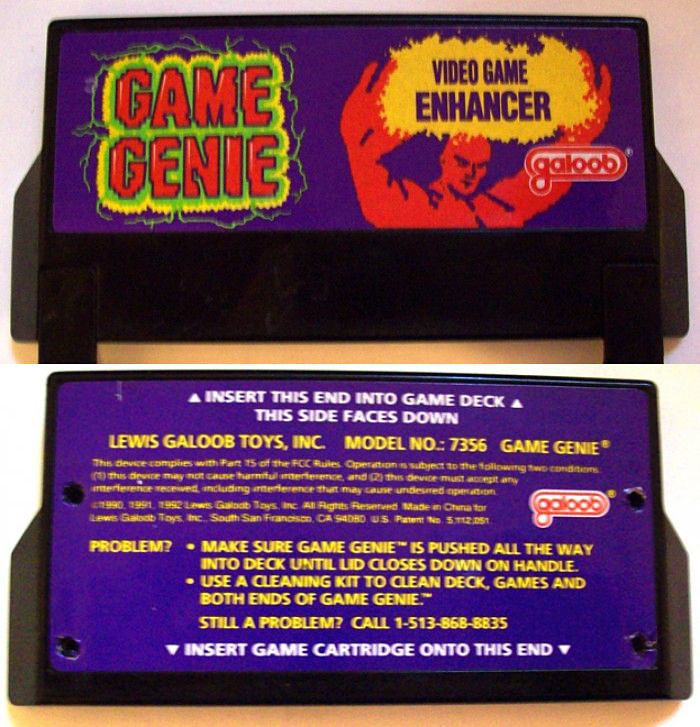 GAME
GENIE
VIDEO GAME
ENHANCER
galoob®
▲ INSERT THIS END INTO GAME DECK ▲
THIS SIDE FACES DOWN
LEWIS GALOOB TOYS, INC. MODEL NO.: 7356 GAME GENIE®
This device complies with Part 15 of the FCC Rules. Operation is subject to the following two conditions:
(1) this device may not cause harmful interference, and (2) this device must accept any
interference received, including interference that may cause undesired operation.
©1990, 1991, 1992 Lewis Galoob Toys, Inc. All Rights Reserved. Made in China for
Lewis Galoob Toys, Inc., South San Francisco, CA 94080 U.S. Patent No. 5,112,051
galoob®
PROBLEM? • MAKE SURE GAME GENIE™ IS PUSHED ALL THE WAY
INTO DECK UNTIL LID CLOSES DOWN ON HANDLE.
• USE A CLEANING KIT TO CLEAN DECK, GAMES AND
BOTH ENDS OF GAME GENIE.™
STILL A PROBLEM? CALL 1-513-868-8835
▼ INSERT GAME CARTRIDGE ONTO THIS END ▼